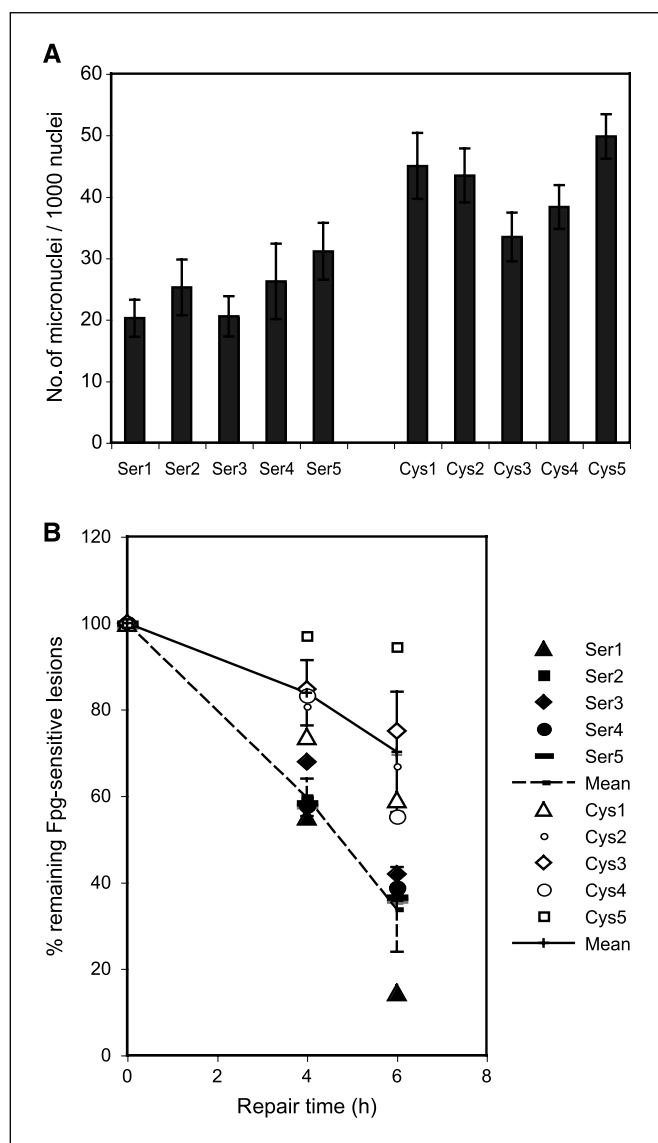 A
No. of micronuclei / 1000 nuclei
60
50
40
30
20
10
0
Ser1 Ser2 Ser3 Ser4 Ser5 Cys1 Cys2 Cys3 Cys4 Cys5
B
% remaining Fpg-sensitive lesions
120
100
80
60
40
20
0
0 2 4 6 8
Repair time (h)
Ser1
Ser2
Ser3
Ser4
Ser5
Mean
Cys1
Cys2
Cys3
Cys4
Cys5
Mean